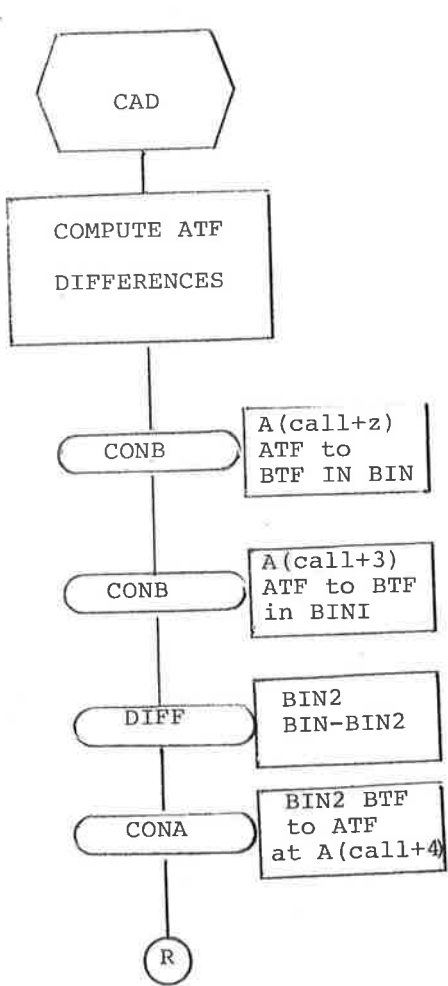 CAD
COMPUTE ATF
DIFFERENCES
CONB
A(call+z)
ATF to
BTF IN BIN
CONB
A(call+3)
ATF to BTF
in BINI
DIFF
BIN2
BIN-BIN2
CONA
BIN2 BTF
to ATF
at A(call+4)
R